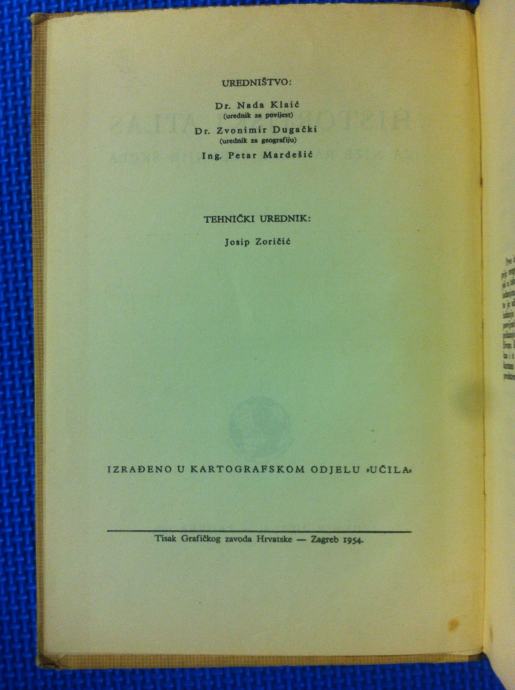 UREDNIŠTVO:
Dr. Nada Klaić
(urednik za povijest)
Dr. Zvonimir Dugački
(urednik za geografiju)
Ing. Petar Mardešić
TEHNIČKI UREDNIK:
Josip Zoričić
IZRAĐENO U KARTOGRAFSKOM ODJELU »UČILA«
Tisak Grafičkog zavoda Hrvatske — Zagreb 1954.